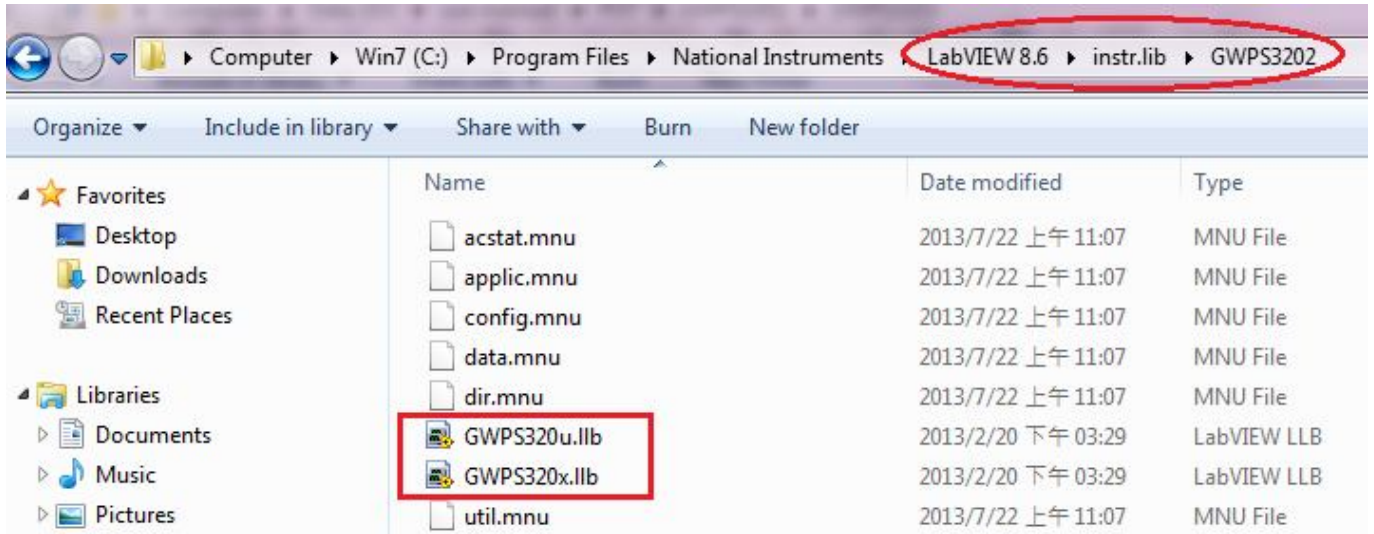 Computer Win7 (C:) Program Files National Instruments LabVIEW 8.6 instr.lib GWPS3202
Organize Include in library Share with Burn New folder
Favorites
Desktop
Downloads
Recent Places
Libraries
Documents
Music
Pictures
Name Date modified Type
acstat.mnu 2013/7/22 上午 11:07 MNU File
applic.mnu 2013/7/22 上午 11:07 MNU File
config.mnu 2013/7/22 上午 11:07 MNU File
data.mnu 2013/7/22 上午 11:07 MNU File
dir.mnu 2013/7/22 上午 11:07 MNU File
GWPS320u.llb 2013/2/20 下午 03:29 LabVIEW LLB
GWPS320x.llb 2013/2/20 下午 03:29 LabVIEW LLB
util.mnu 2013/7/22 上午 11:07 MNU File